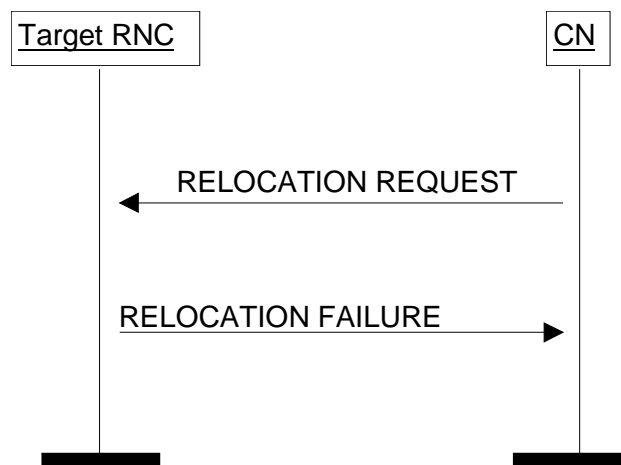 Target RNC
CN
RELOCATION REQUEST
RELOCATION FAILURE